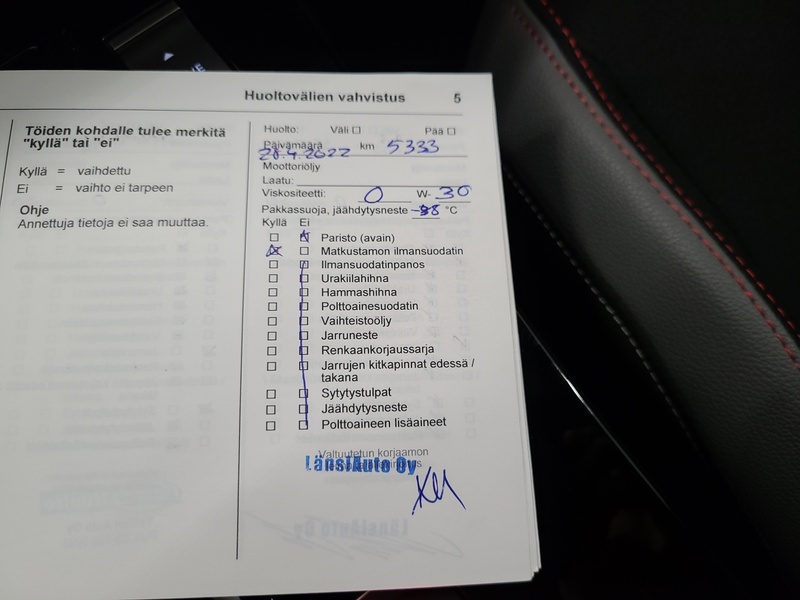 Huoltovälien vahvistus 5
Töiden kohdalle tulee merkitä
"kyllä" tai "ei"
Kyllä = vaihdettu
Ei = vaihto ei tarpeen
Ohje
Annettuja tietoja ei saa muuttaa.
Huolto: Väli ☐ Pää ☐
Päivämäärä 28.4.2022 km 5333
Moottoriöljy
Laatu:
Viskositeetti: 0 W- 30
Pakkassuoja, jäähdytysneste °C
Kyllä Ei
Paristo (avain)
Matkustamon ilmansuodatin
Ilmansuodatinpanos
Urakiilahihna
Hammashihna
Polttoainesuodatin
Vaihteistoöljy
Jarruneste
Renkaankorjaussarja
Jarrujen kitkapinnat edessä /
takana
Sytytystulpat
Jäähdytysneste
Polttoaineen lisäaineet
Valtuutetun korjaamon
LänsiAuto Oy